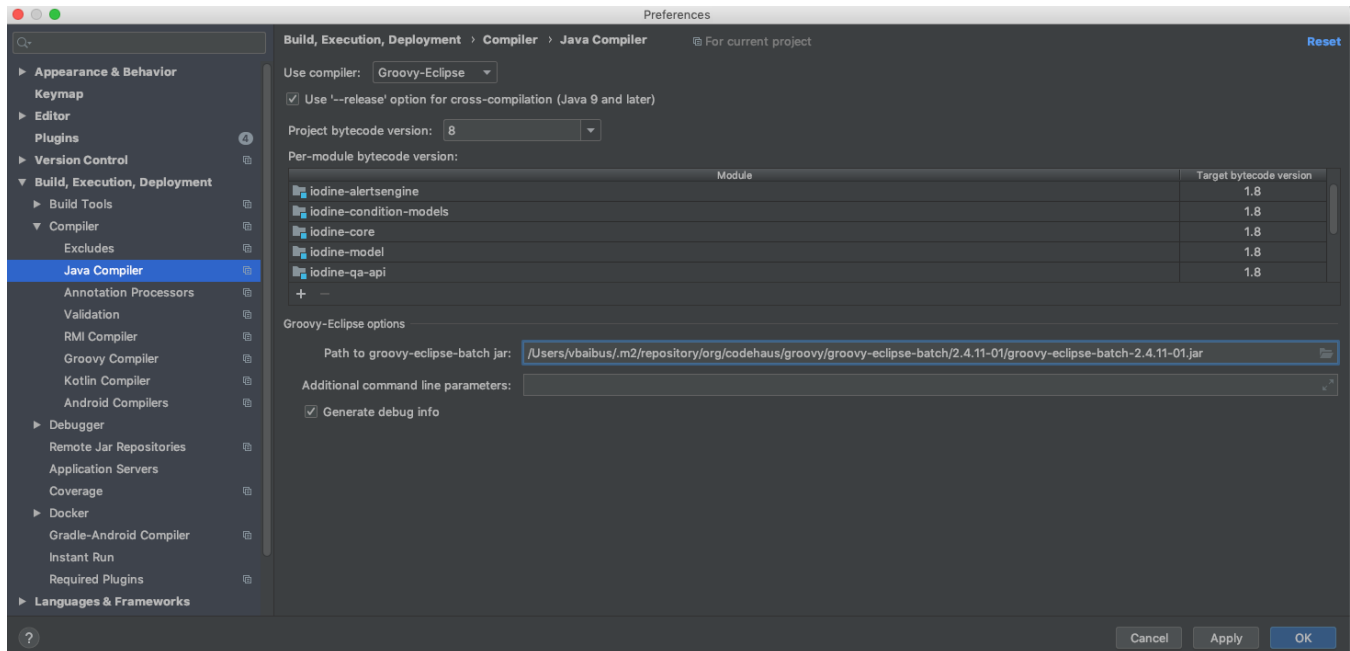 Preferences
Appearance & Behavior
Keymap
Editor
Plugins 4
Version Control
Build, Execution, Deployment
Build Tools
Compiler
Excludes
Java Compiler
Annotation Processors
Validation
RMI Compiler
Groovy Compiler
Kotlin Compiler
Android Compilers
Debugger
Remote Jar Repositories
Application Servers
Coverage
Docker
Gradle-Android Compiler
Instant Run
Required Plugins
Languages & Frameworks
?
Build, Execution, Deployment › Compiler › Java Compiler For current project Reset
Use compiler: Groovy-Eclipse
Use '--release' option for cross-compilation (Java 9 and later)
Project bytecode version: 8
Per-module bytecode version:
Module Target bytecode version
iodine-alertsengine 1.8
iodine-condition-models 1.8
iodine-core 1.8
iodine-model 1.8
iodine-qa-api 1.8
+ −
Groovy-Eclipse options
Path to groovy-eclipse-batch jar: /Users/vbaibus/.m2/repository/org/codehaus/groovy/groovy-eclipse-batch/2.4.11-01/groovy-eclipse-batch-2.4.11-01.jar
Additional command line parameters:
Generate debug info
Cancel Apply OK